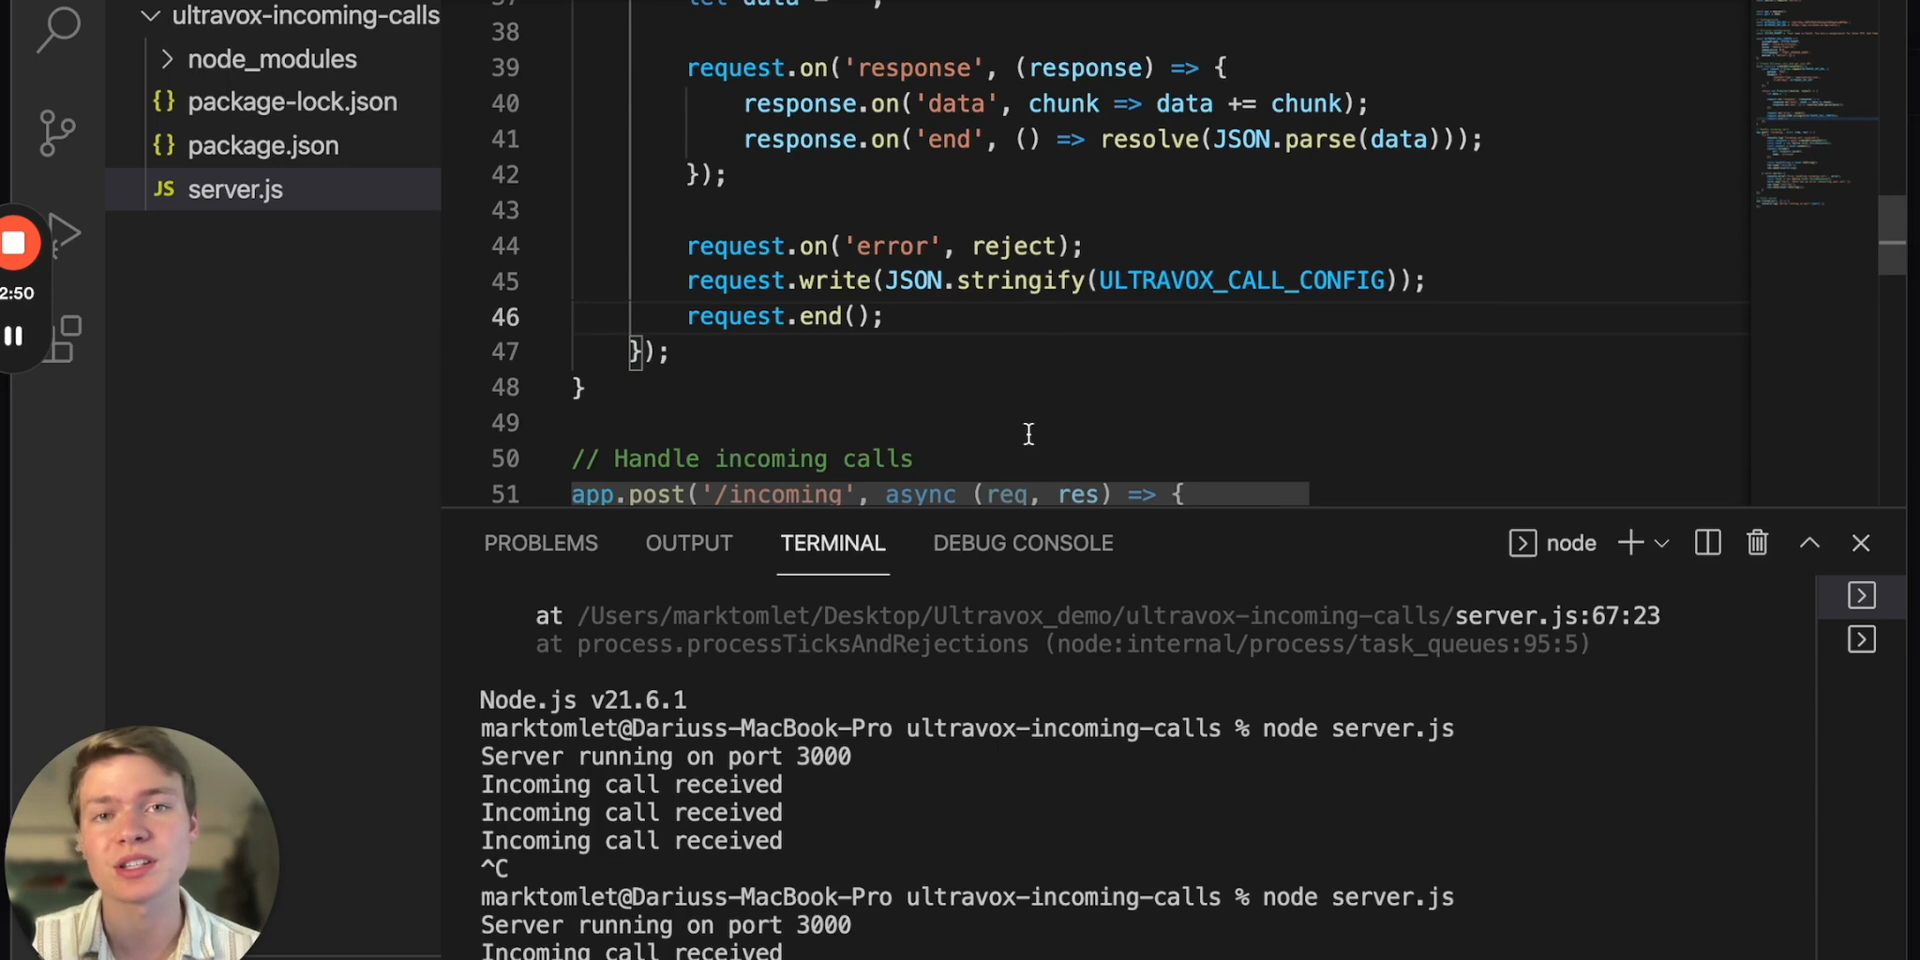 ultravox-incoming-calls
node_modules
{} package-lock.json
{} package.json
JS server.js
2:50
37 let data = '';
38
39 request.on('response', (response) => {
40 response.on('data', chunk => data += chunk);
41 response.on('end', () => resolve(JSON.parse(data)));
42 });
43
44 request.on('error', reject);
45 request.write(JSON.stringify(ULTRAVOX_CALL_CONFIG));
46 request.end();
47 });
48 }
49
50 // Handle incoming calls
51 app.post('/incoming', async (req, res) => {
PROBLEMS OUTPUT TERMINAL DEBUG CONSOLE node
at /Users/marktomlet/Desktop/Ultravox_demo/ultravox-incoming-calls/server.js:67:23
at process.processTicksAndRejections (node:internal/process/task_queues:95:5)
Node.js v21.6.1
marktomlet@Dariuss-MacBook-Pro ultravox-incoming-calls % node server.js
Server running on port 3000
Incoming call received
Incoming call received
Incoming call received
^C
marktomlet@Dariuss-MacBook-Pro ultravox-incoming-calls % node server.js
Server running on port 3000
Incoming call received